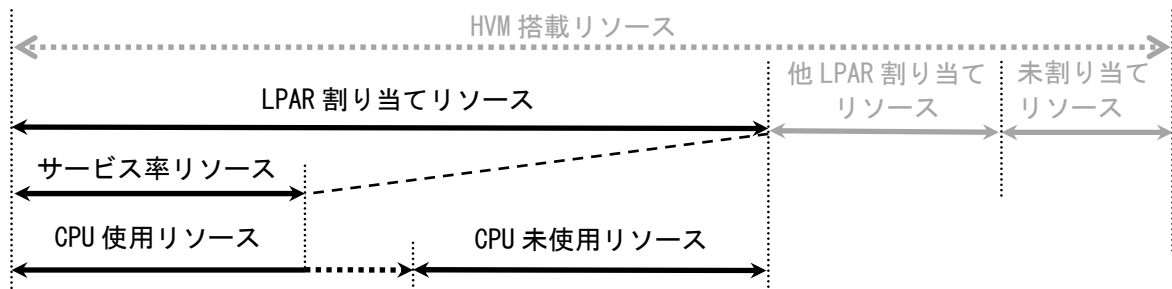 HVM 搭載リソース
LPAR 割り当てリソース
他 LPAR 割り当て
リソース
未割り当て
リソース
サービス率リソース
CPU 使用リソース
CPU 未使用リソース